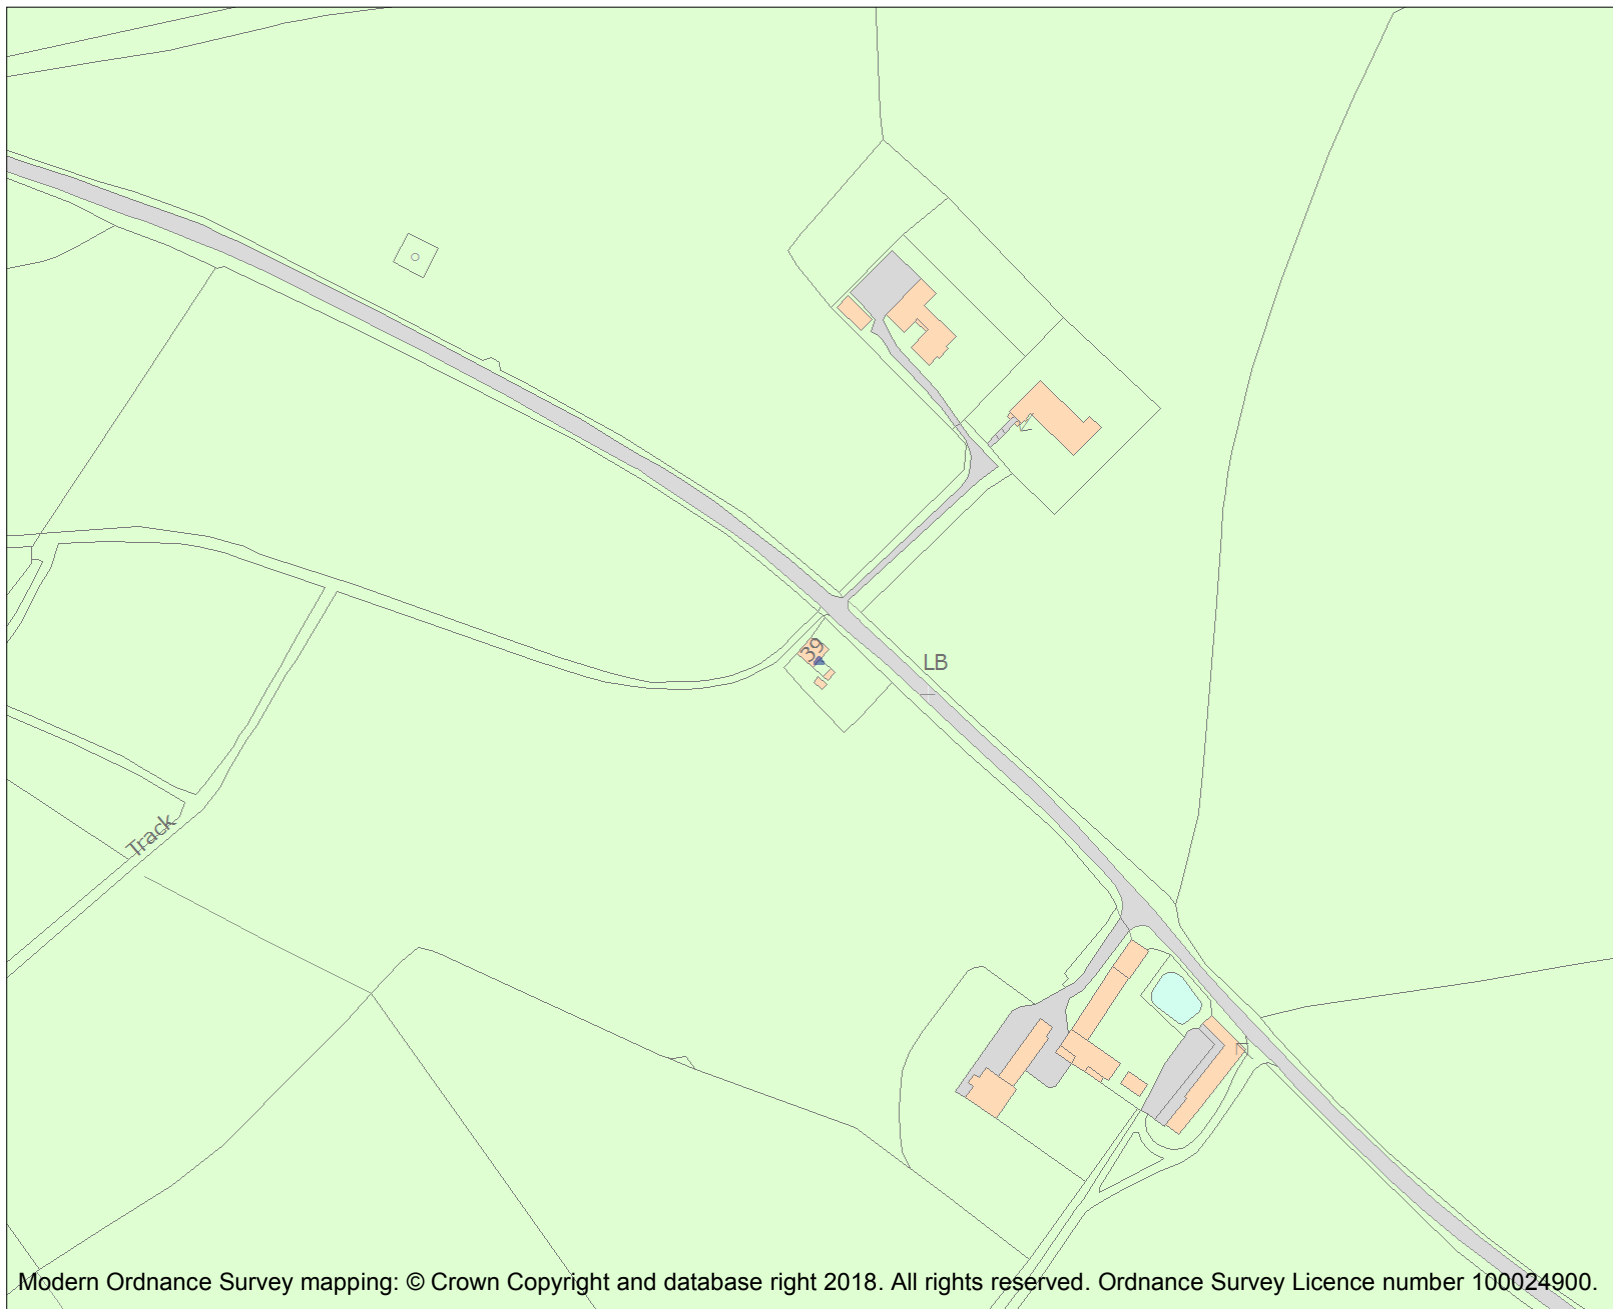 39
LB
Track
Modern Ordnance Survey mapping: © Crown Copyright and database right 2018. All rights reserved. Ordnance Survey Licence number 100024900.